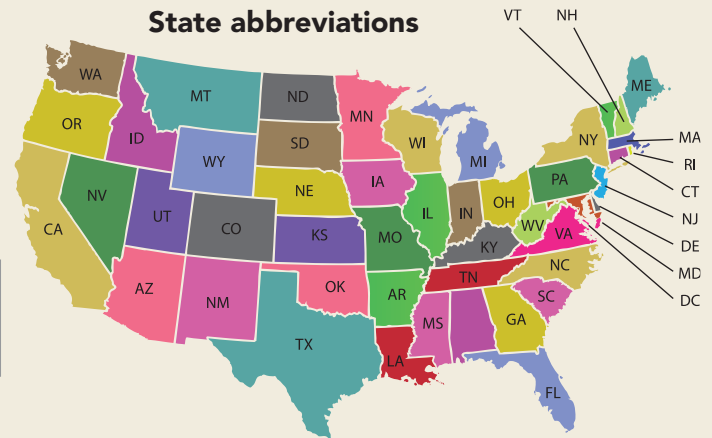 State abbreviations
VT
NH
WA
MT
ND
MN
ME
OR
ID
SD
WI
NY
MA
WY
MI
RI
IA
PA
CT
NV
NE
OH
NJ
UT
CO
IL
IN
WV
DE
CA
KS
MO
KY
VA
MD
NC
DC
TN
AZ
NM
OK
AR
SC
MS
GA
TX
LA
FL